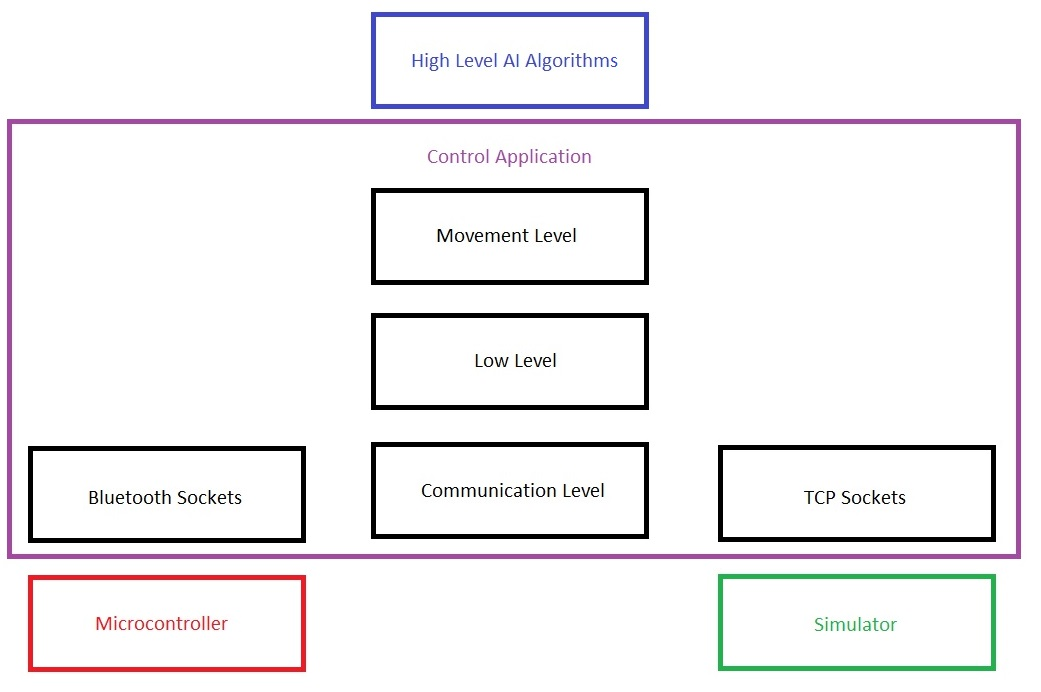 High Level AI Algorithms
Control Application
Movement Level
Low Level
Bluetooth Sockets
Communication Level
TCP Sockets
Microcontroller
Simulator